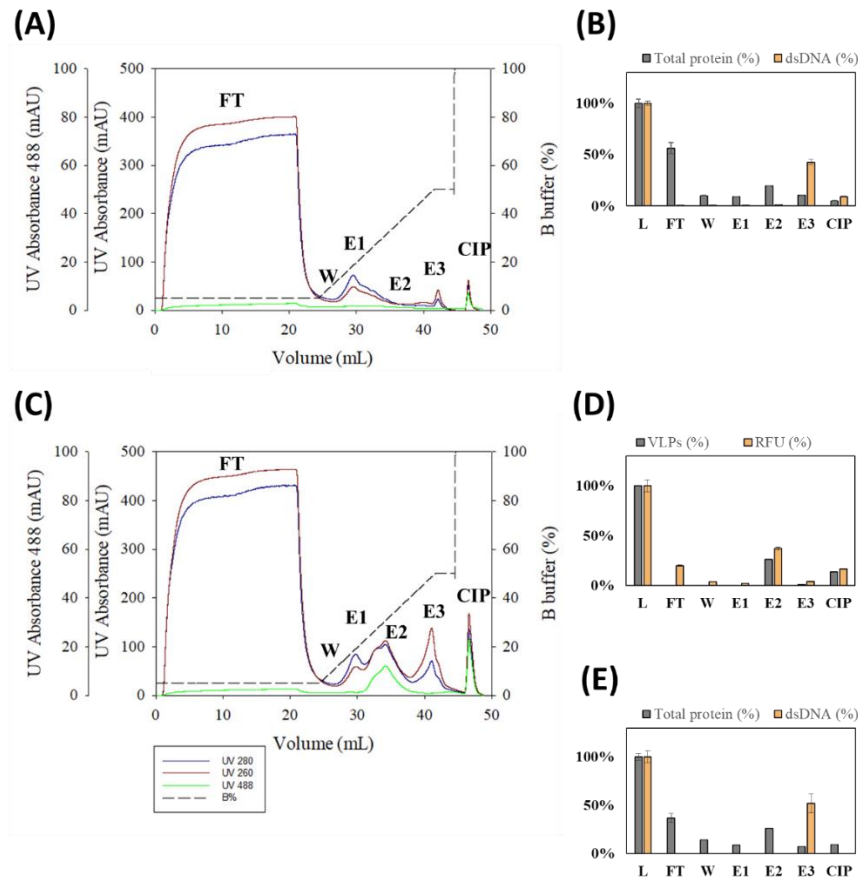 (A)
UV Absorbance 488 (mAU)
100
80
60
40
20
0
UV Absorbance (mAU)
500
400
300
200
100
0
FT
W
E1
E2
E3
CIP
100
80
60
40
20
0
B buffer (%)
0 10 20 30 40 50
Volume (mL)
(B)
Total protein (%) dsDNA (%)
100%
50%
0%
L FT W E1 E2 E3 CIP
(C)
UV Absorbance 488 (mAU)
100
80
60
40
20
0
UV Absorbance (mAU)
500
400
300
200
100
0
FT
W
E1
E2
E3
CIP
100
80
60
40
20
0
B buffer (%)
0 10 20 30 40 50
Volume (mL)
UV 280
UV 260
UV 488
B%
(D)
VLPs (%) RFU (%)
100%
50%
0%
L FT W E1 E2 E3 CIP
(E)
Total protein (%) dsDNA (%)
100%
50%
0%
L FT W E1 E2 E3 CIP